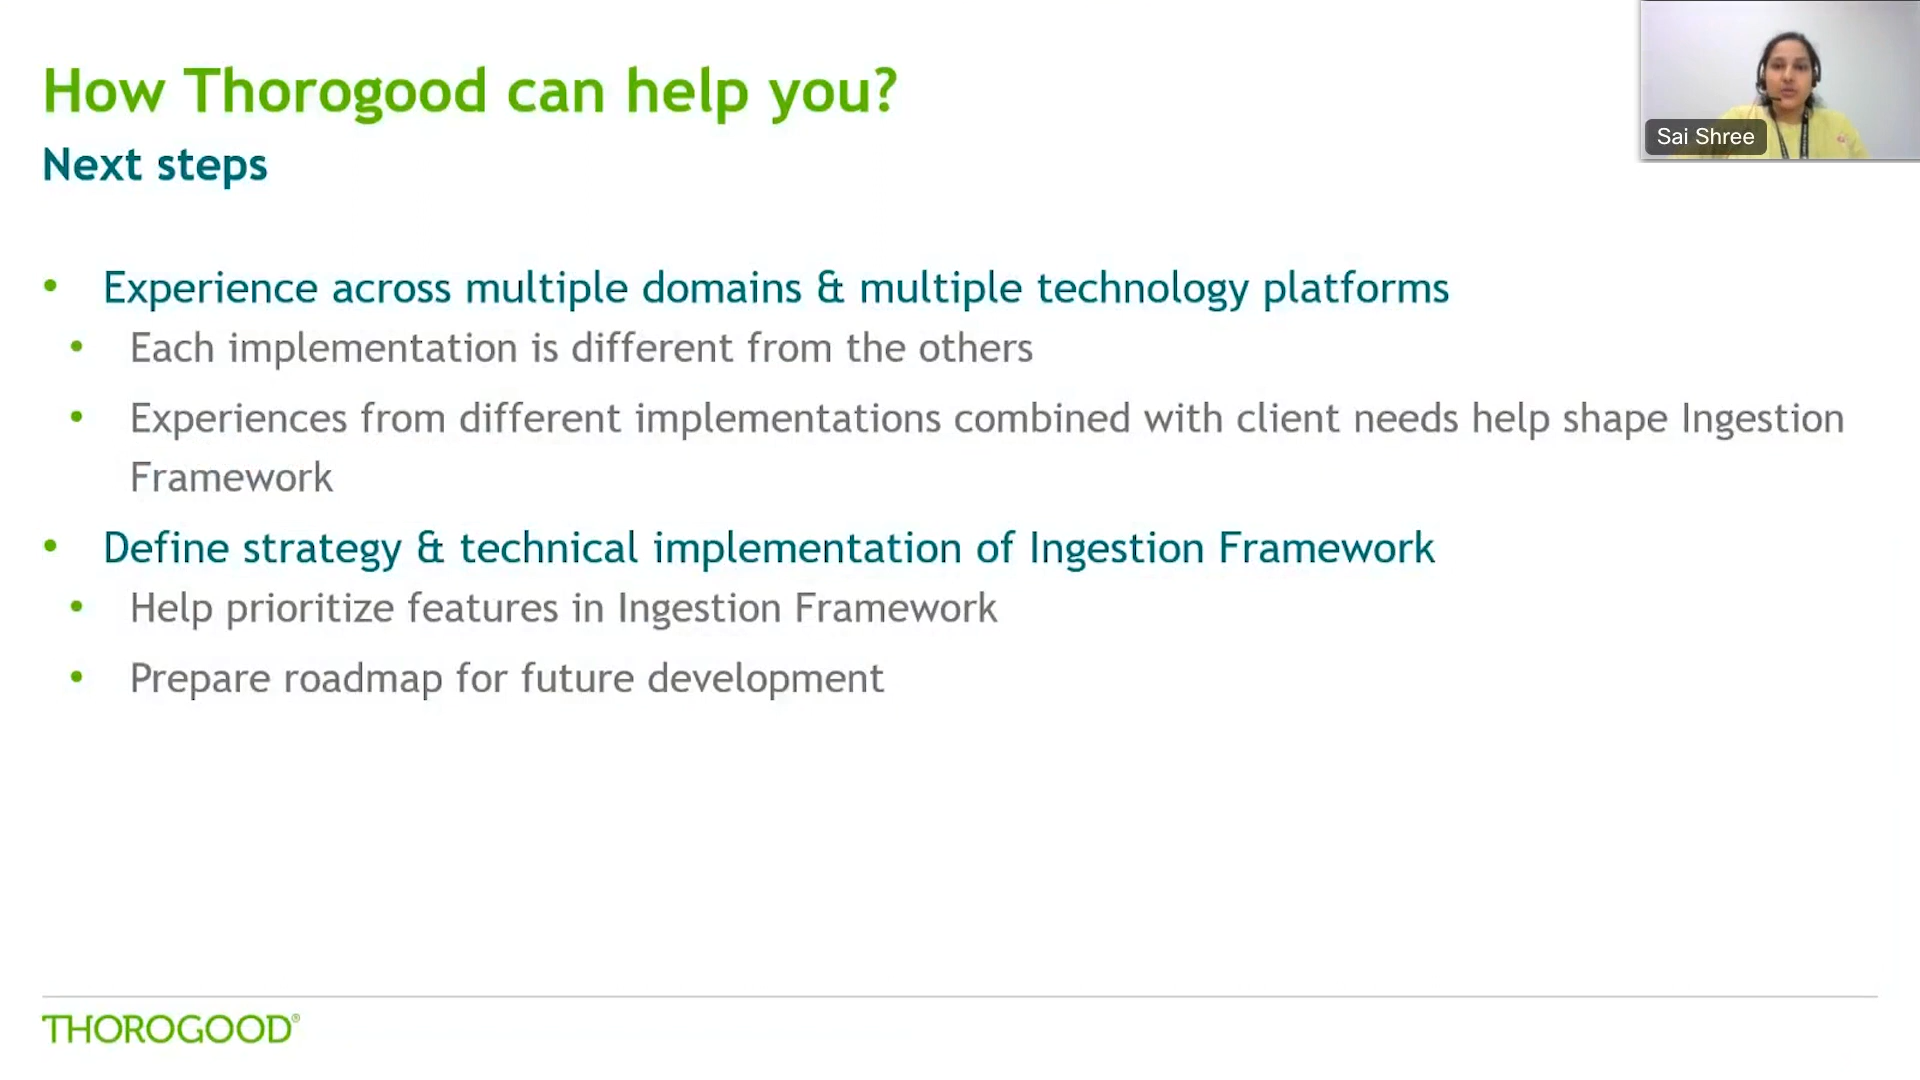 How Thorogood can help you?
Next steps
Sai Shree
• Experience across multiple domains & multiple technology platforms
• Each implementation is different from the others
• Experiences from different implementations combined with client needs help shape Ingestion
Framework
• Define strategy & technical implementation of Ingestion Framework
• Help prioritize features in Ingestion Framework
• Prepare roadmap for future development
THOROGOOD®